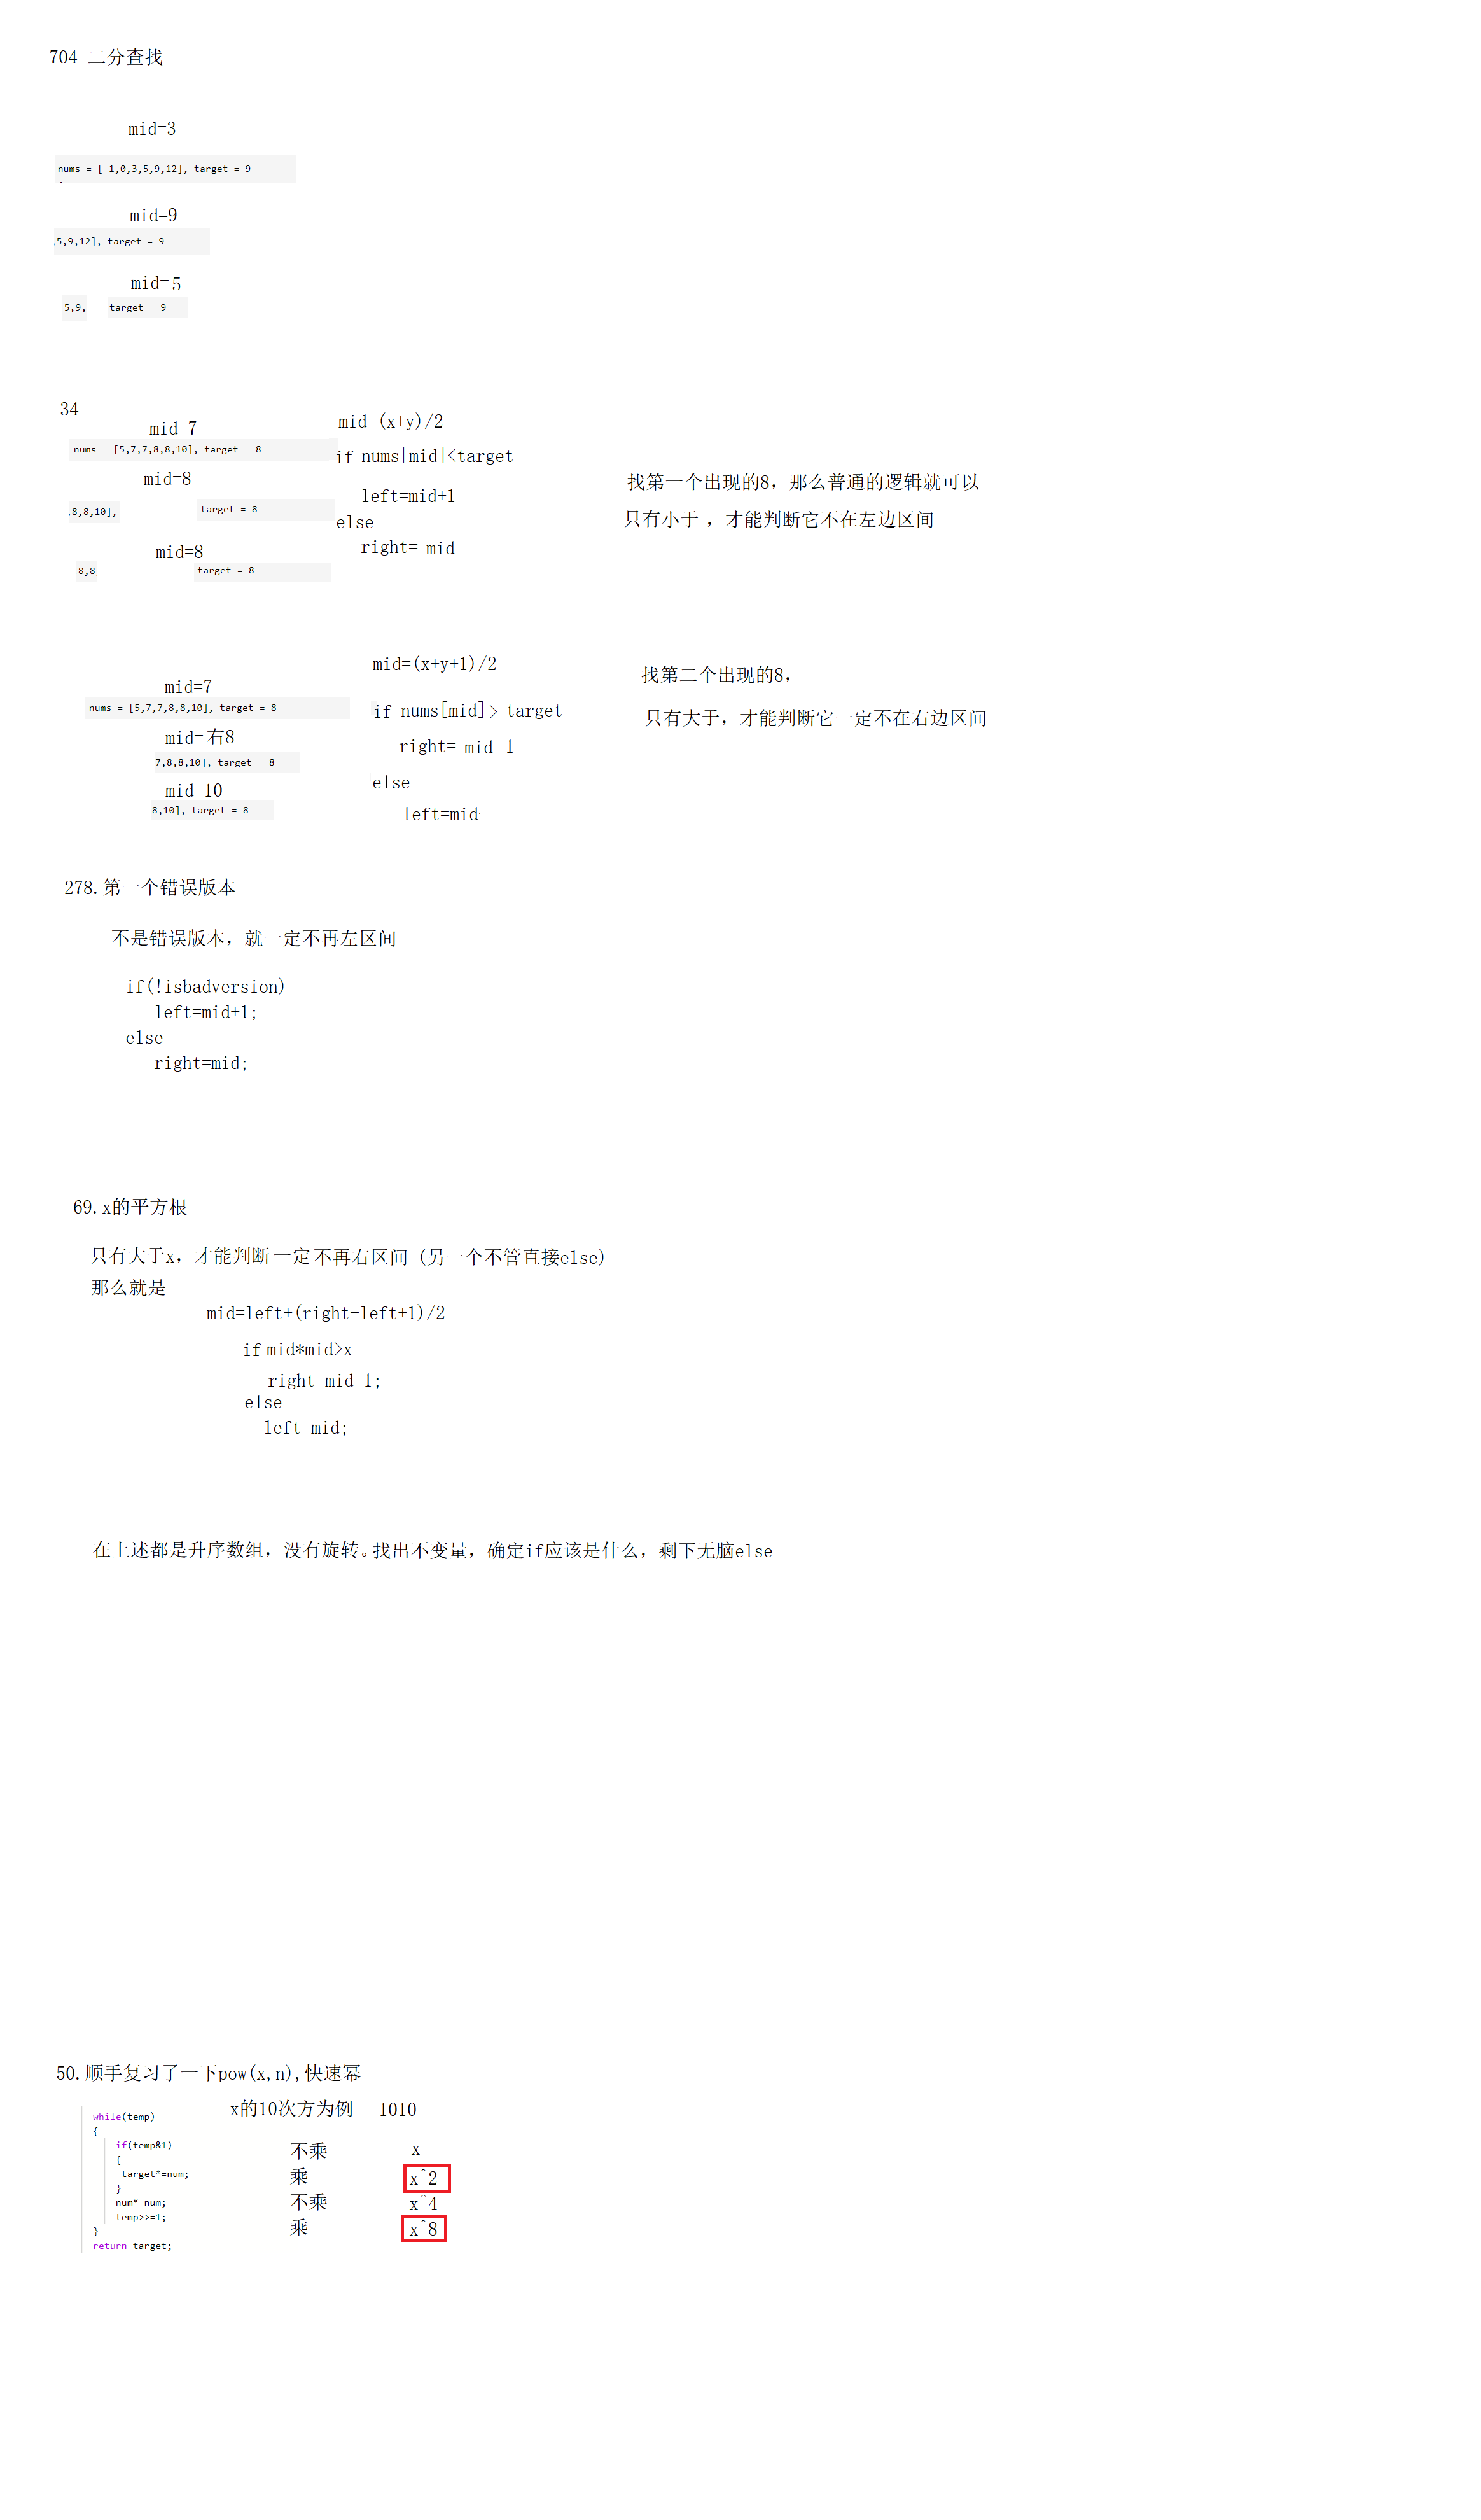 704 二分查找
mid=3
nums = [-1,0,3,5,9,12], target = 9
mid=9
5,9,12], target = 9
mid=5
5,9, target = 9
34
mid=7
nums = [5,7,7,8,8,10], target = 8
mid=8
8,8,10], target = 8
mid=8
8,8 target = 8
mid=(x+y)/2
if nums[mid]<target
left=mid+1
else
right= mid
找第一个出现的8，那么普通的逻辑就可以
只有小于 ，才能判断它不在左边区间
mid=7
nums = [5,7,7,8,8,10], target = 8
mid=右8
7,8,8,10], target = 8
mid=10
8,10], target = 8
mid=(x+y+1)/2
if nums[mid]> target
right= mid-1
else
left=mid
找第二个出现的8，
只有大于，才能判断它一定不在右边区间
278.第一个错误版本
不是错误版本，就一定不再左区间
if(!isbadversion)
left=mid+1;
else
right=mid;
69.x的平方根
只有大于x，才能判断一定不再右区间 (另一个不管直接else)
那么就是
mid=left+(right-left+1)/2
if mid*mid>x
right=mid-1;
else
left=mid;
在上述都是升序数组，没有旋转。找出不变量，确定if应该是什么，剩下无脑else
50.顺手复习了一下pow(x,n),快速幂
while(temp)
{
if(temp&1)
{
target*=num;
}
num*=num;
temp>>=1;
}
return target;
x的10次方为例 1010
不乘 x
乘 x^2
不乘 x^4
乘 x^8